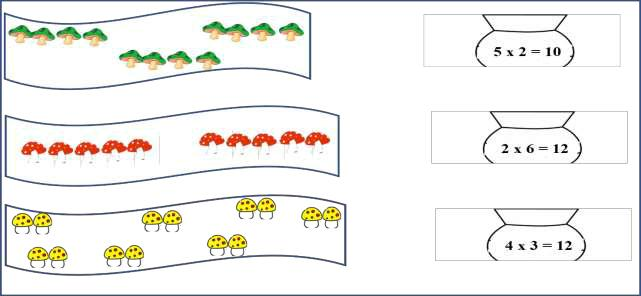 5 x 2 = 10
2 x 6 = 12
4 x 3 = 12